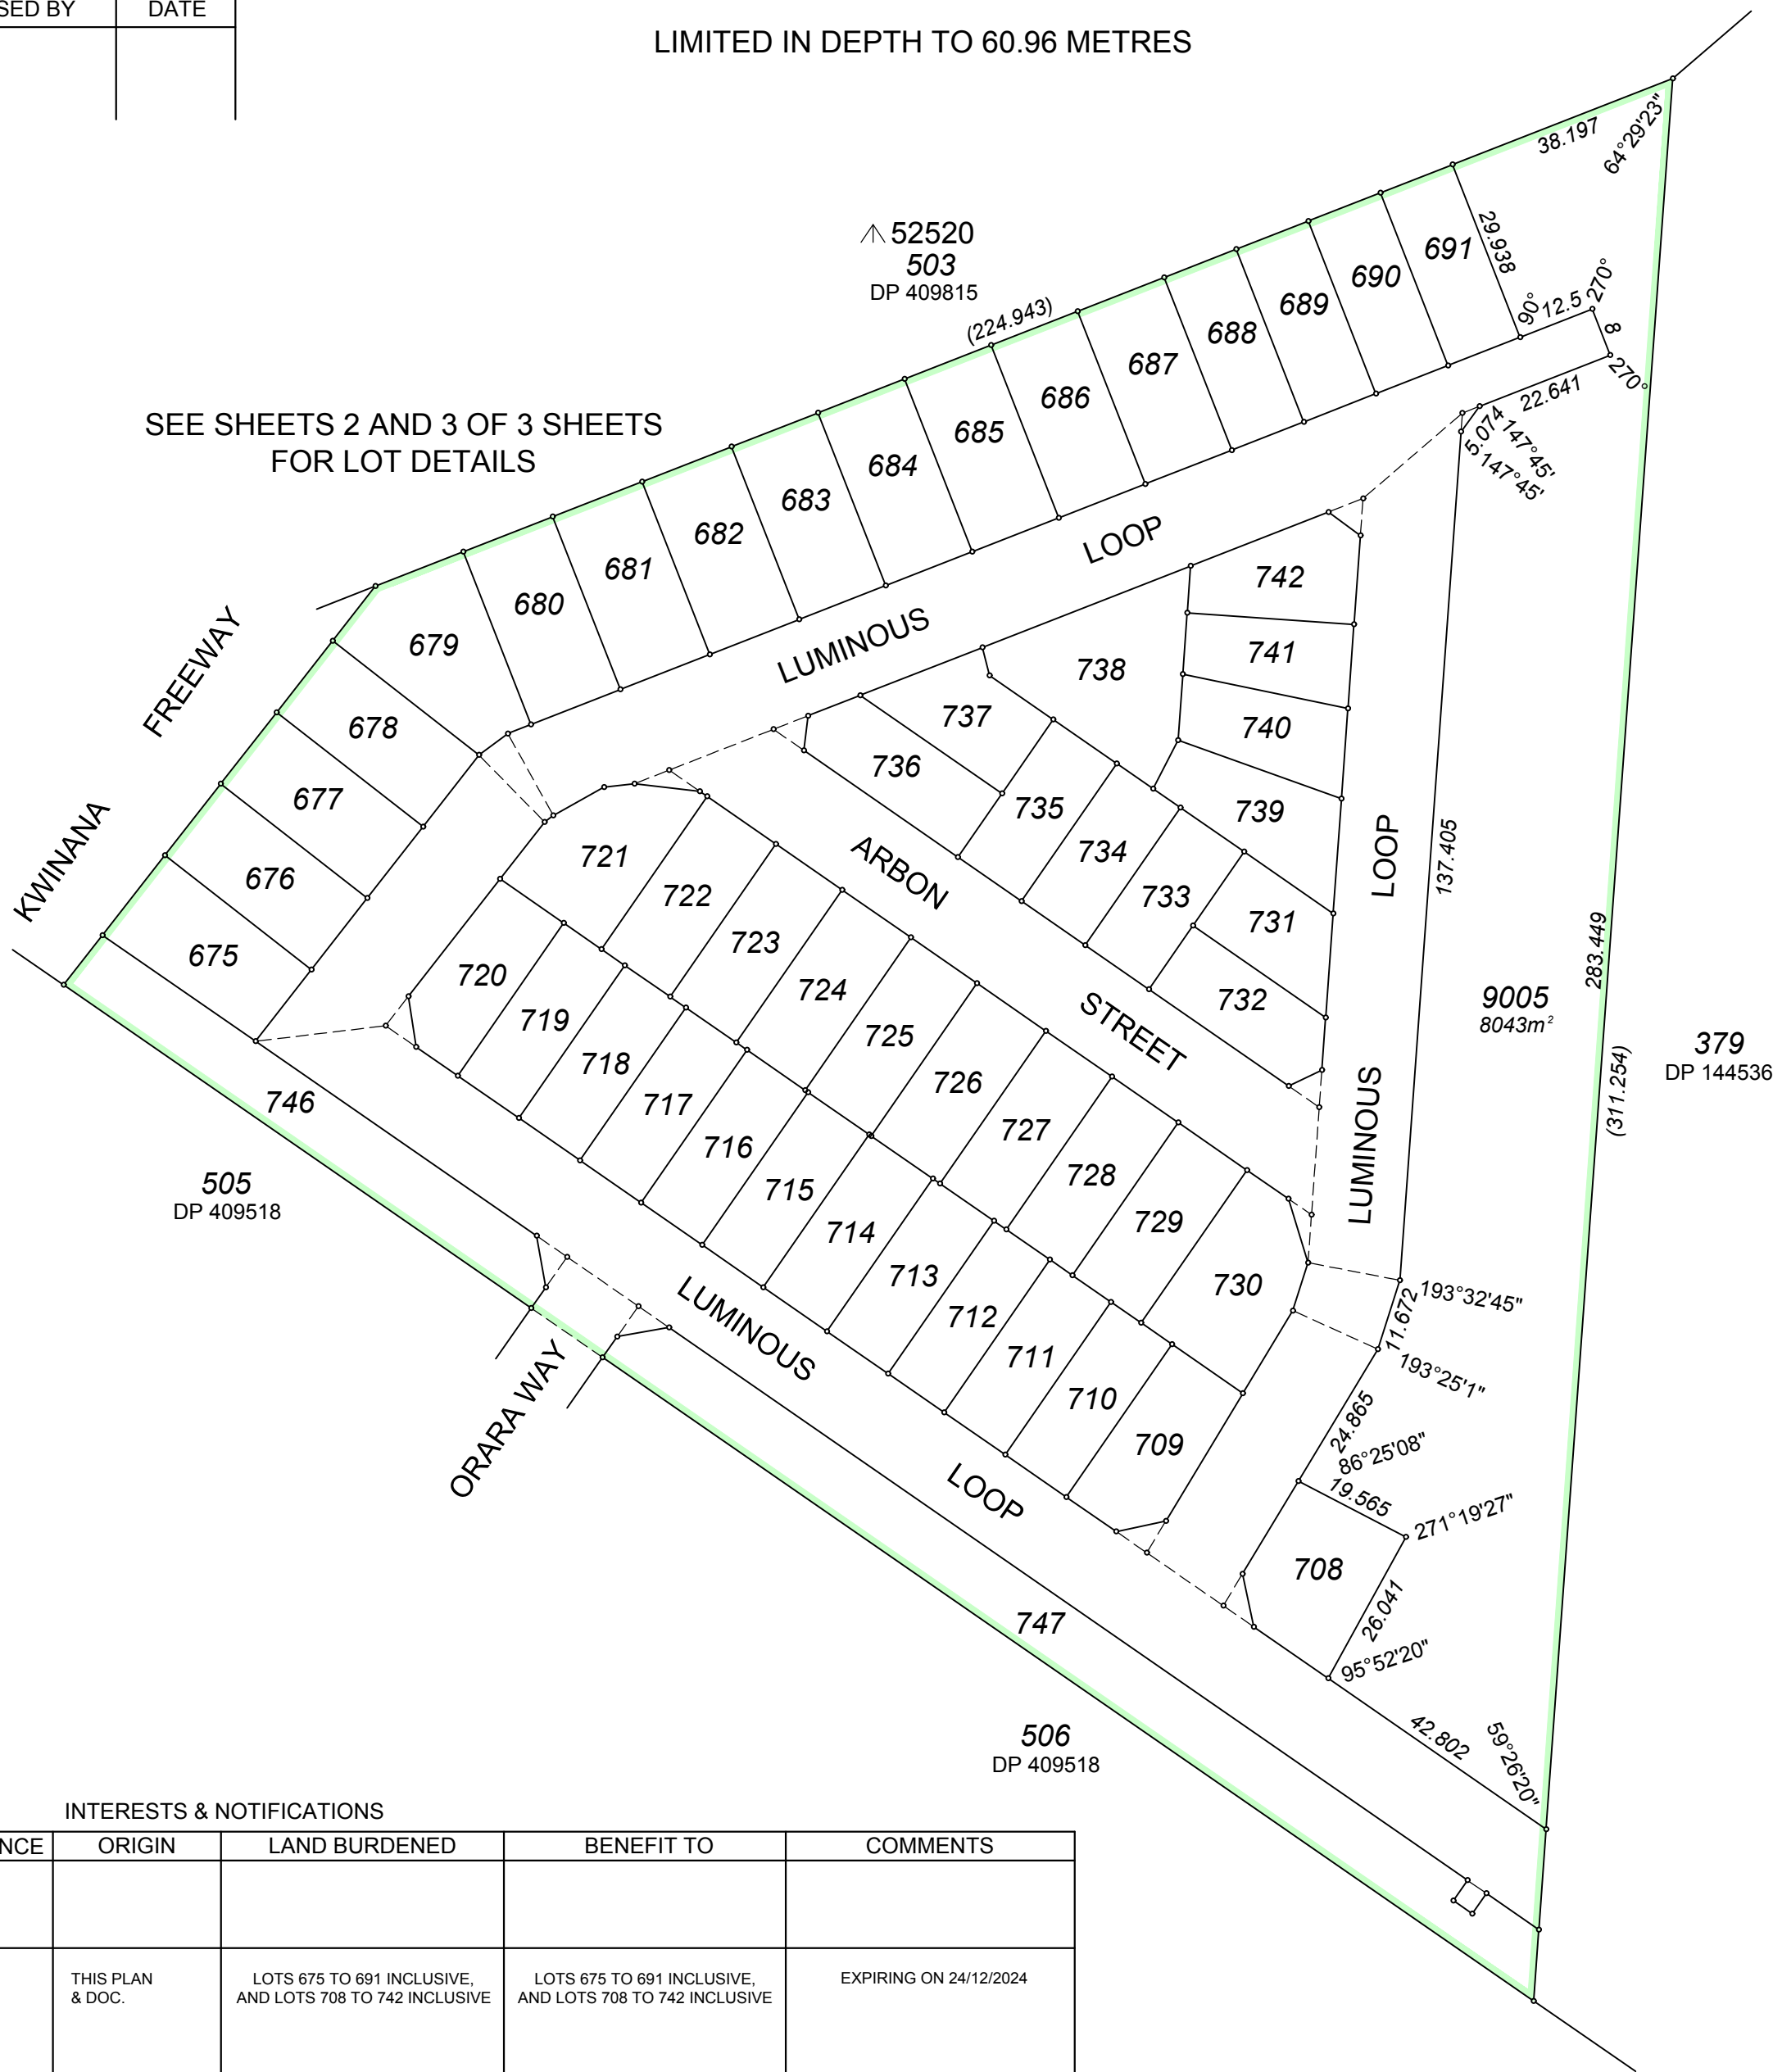 SED BY
DATE
LIMITED IN DEPTH TO 60.96 METRES
38.197
64°29'23"
52520
503
DP 409815
(224.943)
29.938
90°
12.5
270°
8
270°
22.641
5.074
147°45'
147°45'
SEE SHEETS 2 AND 3 OF 3 SHEETS
FOR LOT DETAILS
691
690
689
688
687
686
685
684
683
682
681
680
679
678
677
676
675
KWINANA
FREEWAY
LUMINOUS
LOOP
742
741
740
739
738
737
736
735
734
733
731
732
ARBON
STREET
LOOP
LUMINOUS
137.405
283.449
(311.254)
9005
8043m²
379
DP 144536
721
722
723
724
725
726
727
728
729
730
720
719
718
717
716
715
714
713
712
711
710
709
746
505
DP 409518
ORARA WAY
LUMINOUS
LOOP
193°32'45"
11.672
193°25'1"
24.865
86°25'08"
19.565
271°19'27"
708
26.041
95°52'20"
42.802
59°26'20"
747
506
DP 409518
INTERESTS & NOTIFICATIONS
NCE
ORIGIN
LAND BURDENED
BENEFIT TO
COMMENTS
THIS PLAN
& DOC.
LOTS 675 TO 691 INCLUSIVE,
AND LOTS 708 TO 742 INCLUSIVE
LOTS 675 TO 691 INCLUSIVE,
AND LOTS 708 TO 742 INCLUSIVE
EXPIRING ON 24/12/2024